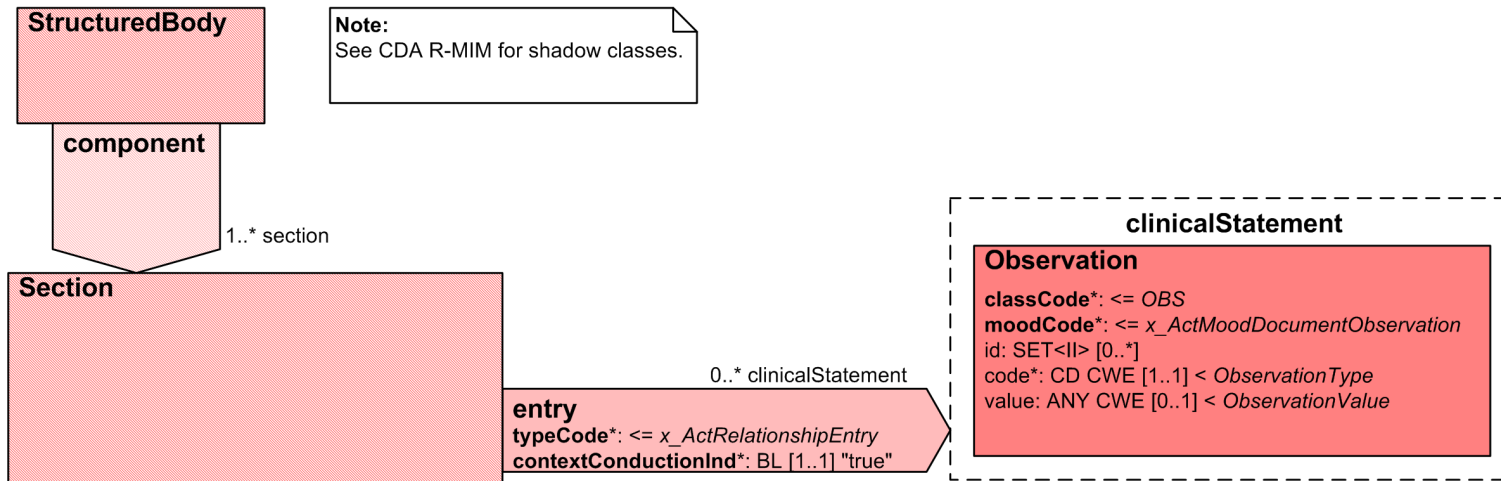 StructuredBody
Note:
See CDA R-MIM for shadow classes.
component
1..* section
Section
0..* clinicalStatement
entry
typeCode*: <= x_ActRelationshipEntry
contextConductionInd*: BL [1..1] "true"
clinicalStatement
Observation
classCode*: <= OBS
moodCode*: <= x_ActMoodDocumentObservation
id: SET<II> [0..*]
code*: CD CWE [1..1] < ObservationType
value: ANY CWE [0..1] < ObservationValue